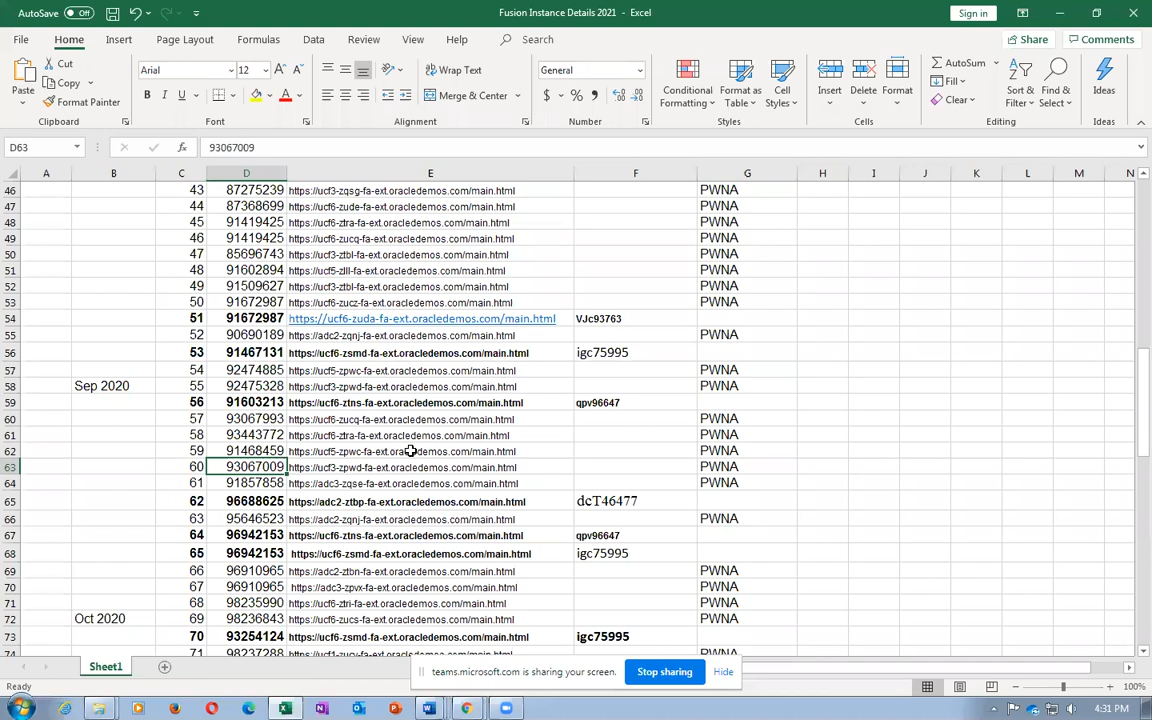 AutoSave Off Fusion Instance Details 2021 - Excel Sign in
File Home Insert Page Layout Formulas Data Review View Help Search Share Comments
Paste Cut Copy Format Painter Clipboard
Arial 12 B I U A Font
Wrap Text Merge & Center Alignment
General $ % , Number
Conditional Formatting Format as Table Cell Styles Styles
Insert Delete Format Cells
AutoSum Fill Clear Sort & Filter Find & Select Editing
Ideas Ideas
D63 fx 93067009
A B C D E F G H I J K L M N
46 43 87275239 https://ucf3-zqsg-fa-ext.oracledemos.com/main.html PWNA
47 44 87368699 https://ucf6-zude-fa-ext.oracledemos.com/main.html PWNA
48 45 91419425 https://ucf6-ztra-fa-ext.oracledemos.com/main.html PWNA
49 46 91419425 https://ucf6-zucq-fa-ext.oracledemos.com/main.html PWNA
50 47 85696743 https://ucf3-ztbl-fa-ext.oracledemos.com/main.html PWNA
51 48 91602894 https://ucf5-zlll-fa-ext.oracledemos.com/main.html PWNA
52 49 91509627 https://ucf3-ztbl-fa-ext.oracledemos.com/main.html PWNA
53 50 91672987 https://ucf6-zucz-fa-ext.oracledemos.com/main.html PWNA
54 51 91672987 https://ucf6-zuda-fa-ext.oracledemos.com/main.html VJc93763
55 52 90690189 https://adc2-zqnj-fa-ext.oracledemos.com/main.html PWNA
56 53 91467131 https://ucf6-zsmd-fa-ext.oracledemos.com/main.html igc75995
57 54 92474885 https://ucf5-zpwc-fa-ext.oracledemos.com/main.html PWNA
58 Sep 2020 55 92475328 https://ucf3-zpwd-fa-ext.oracledemos.com/main.html PWNA
59 56 91603213 https://ucf6-ztns-fa-ext.oracledemos.com/main.html qpv96647
60 57 93067993 https://ucf6-zucq-fa-ext.oracledemos.com/main.html PWNA
61 58 93443772 https://ucf6-ztra-fa-ext.oracledemos.com/main.html PWNA
62 59 91468459 https://ucf5-zpwc-fa-ext.oracledemos.com/main.html PWNA
63 60 93067009 https://ucf3-zpwd-fa-ext.oracledemos.com/main.html PWNA
64 61 91857858 https://adc3-zqse-fa-ext.oracledemos.com/main.html PWNA
65 62 96688625 https://adc2-ztbp-fa-ext.oracledemos.com/main.html dcT46477
66 63 95646523 https://adc2-zqnj-fa-ext.oracledemos.com/main.html PWNA
67 64 96942153 https://ucf6-ztns-fa-ext.oracledemos.com/main.html qpv96647
68 65 96942153 https://ucf6-zsmd-fa-ext.oracledemos.com/main.html igc75995
69 66 96910965 https://adc2-ztbn-fa-ext.oracledemos.com/main.html PWNA
70 67 96910965 https://adc3-zpvx-fa-ext.oracledemos.com/main.html PWNA
71 68 98235990 https://ucf6-ztri-fa-ext.oracledemos.com/main.html PWNA
72 Oct 2020 69 98236843 https://ucf6-zucs-fa-ext.oracledemos.com/main.html PWNA
73 70 93254124 https://ucf6-zsmd-fa-ext.oracledemos.com/main.html igc75995
74 71 98237288 PWNA
teams.microsoft.com is sharing your screen. Stop sharing Hide
Sheet1
Ready 100%
4:31 PM